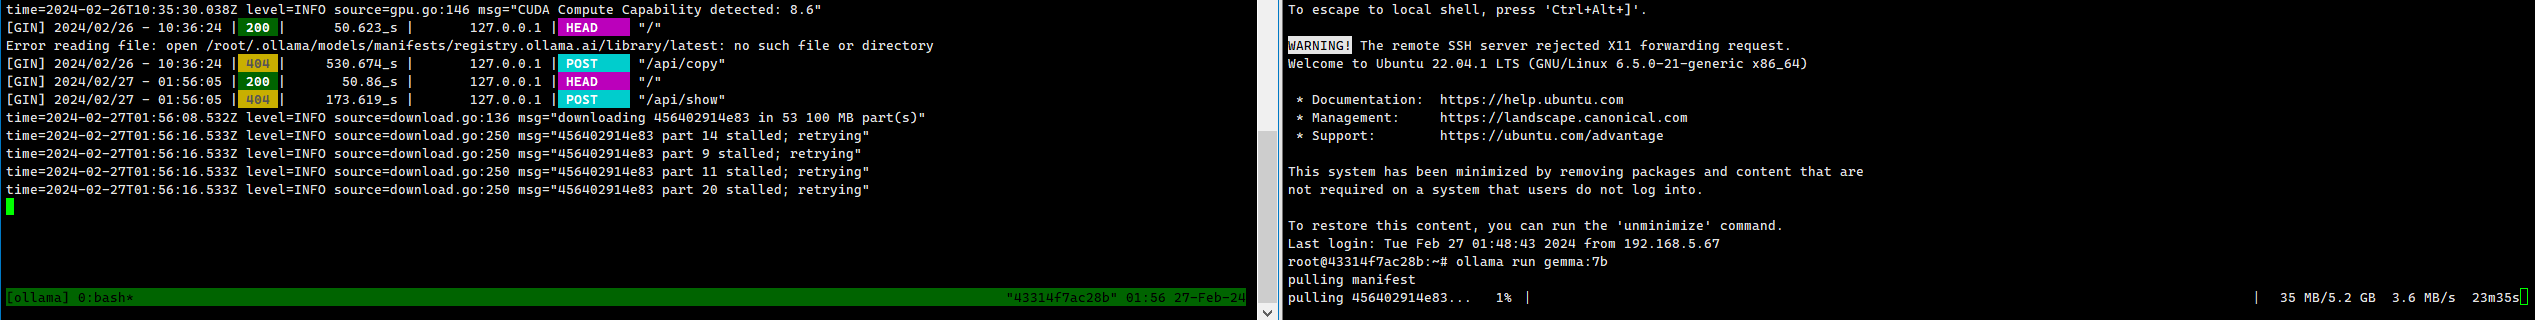 time=2024-02-26T10:35:30.038Z level=INFO source=gpu.go:146 msg="CUDA Compute Capability detected: 8.6"
[GIN] 2024/02/26 - 10:36:24 | 200 |      50.623_s |       127.0.0.1 | HEAD     "/"
Error reading file: open /root/.ollama/models/manifests/registry.ollama.ai/library/latest: no such file or directory
[GIN] 2024/02/26 - 10:36:24 | 404 |     530.674_s |       127.0.0.1 | POST     "/api/copy"
[GIN] 2024/02/27 - 01:56:05 | 200 |       50.86_s |       127.0.0.1 | HEAD     "/"
[GIN] 2024/02/27 - 01:56:05 | 404 |     173.619_s |       127.0.0.1 | POST     "/api/show"
time=2024-02-27T01:56:08.532Z level=INFO source=download.go:136 msg="downloading 456402914e83 in 53 100 MB part(s)"
time=2024-02-27T01:56:16.533Z level=INFO source=download.go:250 msg="456402914e83 part 14 stalled; retrying"
time=2024-02-27T01:56:16.533Z level=INFO source=download.go:250 msg="456402914e83 part 9 stalled; retrying"
time=2024-02-27T01:56:16.533Z level=INFO source=download.go:250 msg="456402914e83 part 11 stalled; retrying"
time=2024-02-27T01:56:16.533Z level=INFO source=download.go:250 msg="456402914e83 part 20 stalled; retrying"
[ollama] 0:bash* "43314f7ac28b" 01:56 27-Feb-24
To escape to local shell, press 'Ctrl+Alt+]'.
WARNING! The remote SSH server rejected X11 forwarding request.
Welcome to Ubuntu 22.04.1 LTS (GNU/Linux 6.5.0-21-generic x86_64)
* Documentation:  https://help.ubuntu.com
* Management:     https://landscape.canonical.com
* Support:        https://ubuntu.com/advantage
This system has been minimized by removing packages and content that are
not required on a system that users do not log into.
To restore this content, you can run the 'unminimize' command.
Last login: Tue Feb 27 01:48:43 2024 from 192.168.5.67
root@43314f7ac28b:~# ollama run gemma:7b
pulling manifest
pulling 456402914e83...   1% | |  35 MB/5.2 GB  3.6 MB/s  23m35s